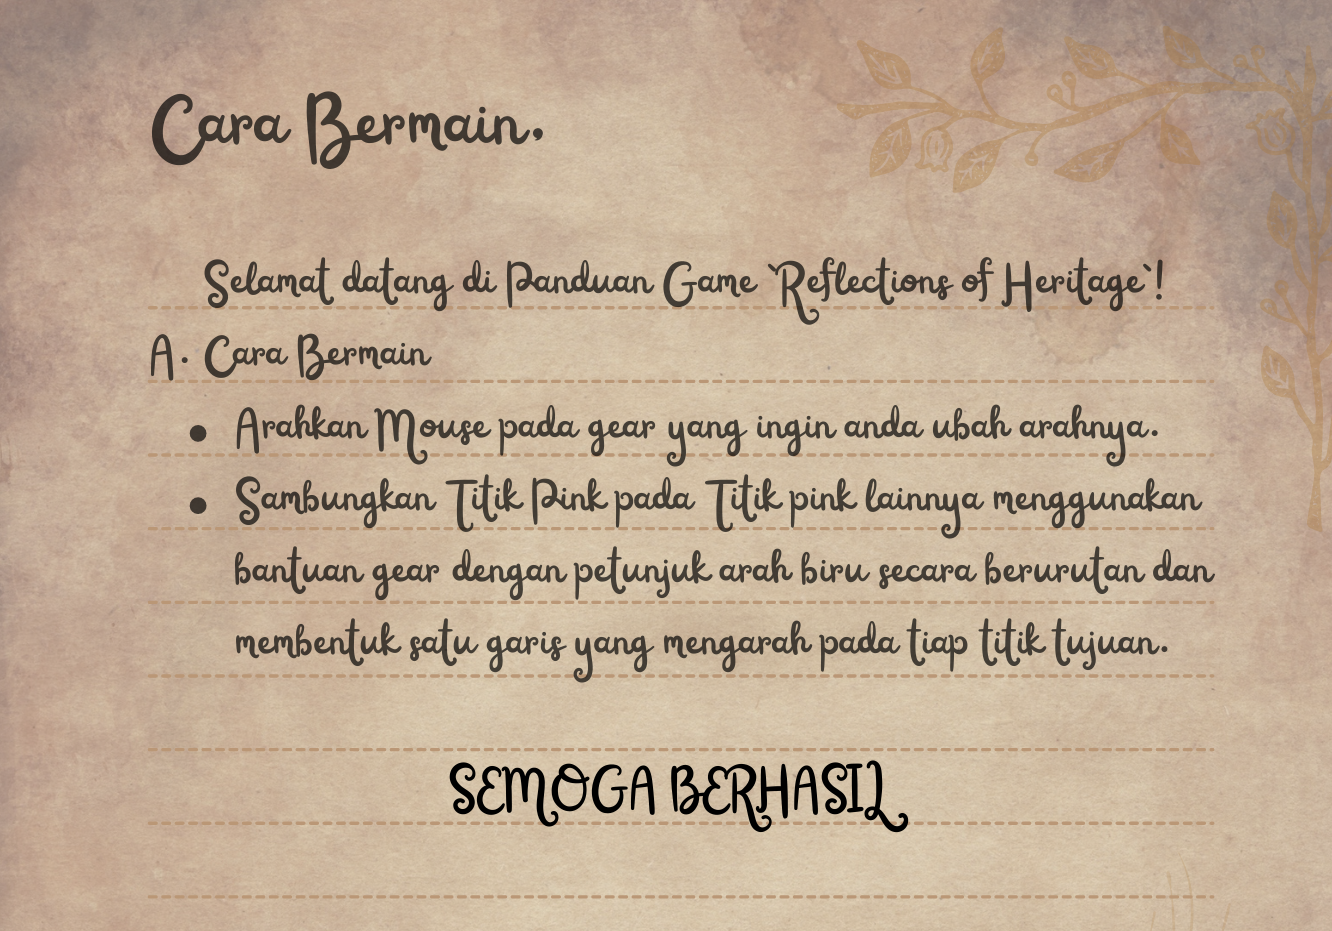 Cara Bermain.
Selamat datang di Panduan Game `Reflections of Heritage`!
A. Cara Bermain
• Arahkan Mouse pada gear yang ingin anda ubah arahnya.
• Sambungkan Titik Pink pada Titik pink lainnya menggunakan
bantuan gear dengan petunjuk arah biru secara berurutan dan
membentuk satu garis yang mengarah pada tiap titik tujuan.
SEMOGA BERHASIL